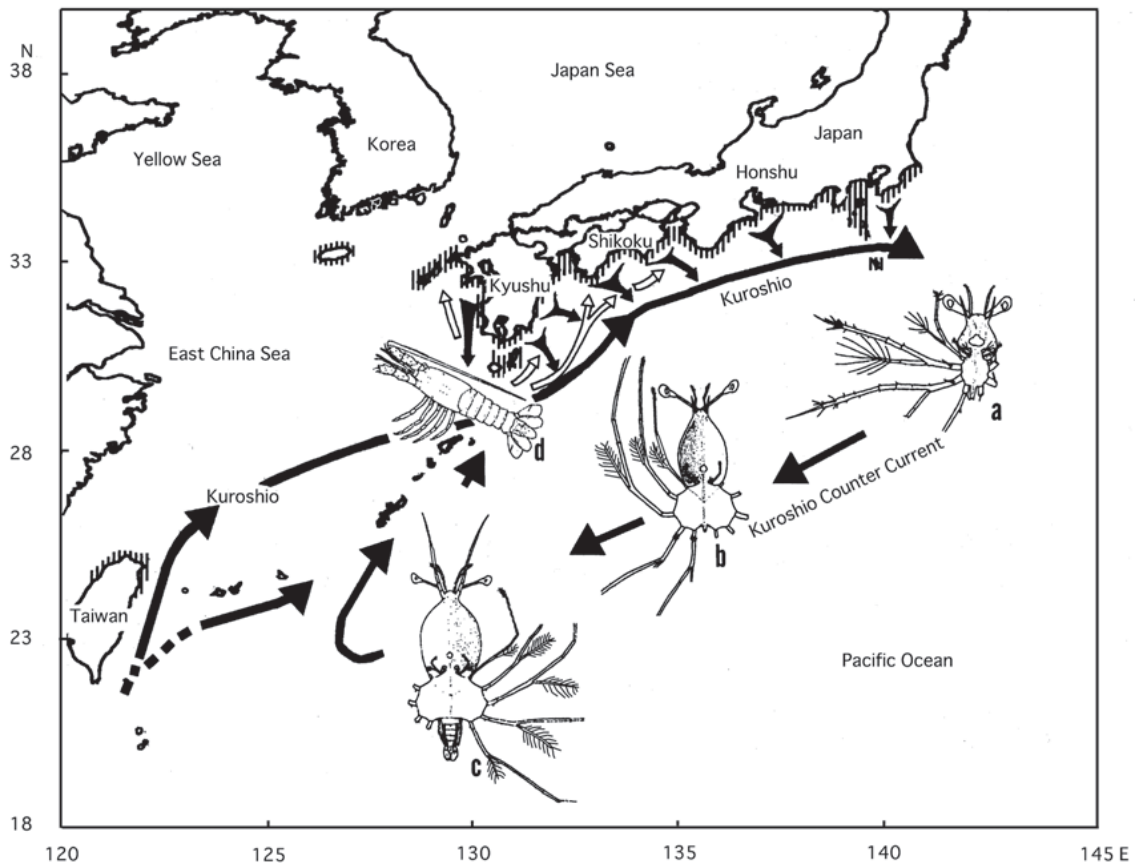 N
38
Japan Sea
Japan
Korea
Yellow Sea
Honshu
33
Shikoku
Kyushu
Kuroshio
East China Sea
a
28
d
Kuroshio Counter Current
Kuroshio
b
Taiwan
23
Pacific Ocean
c
18
120
125
130
135
140
145 E